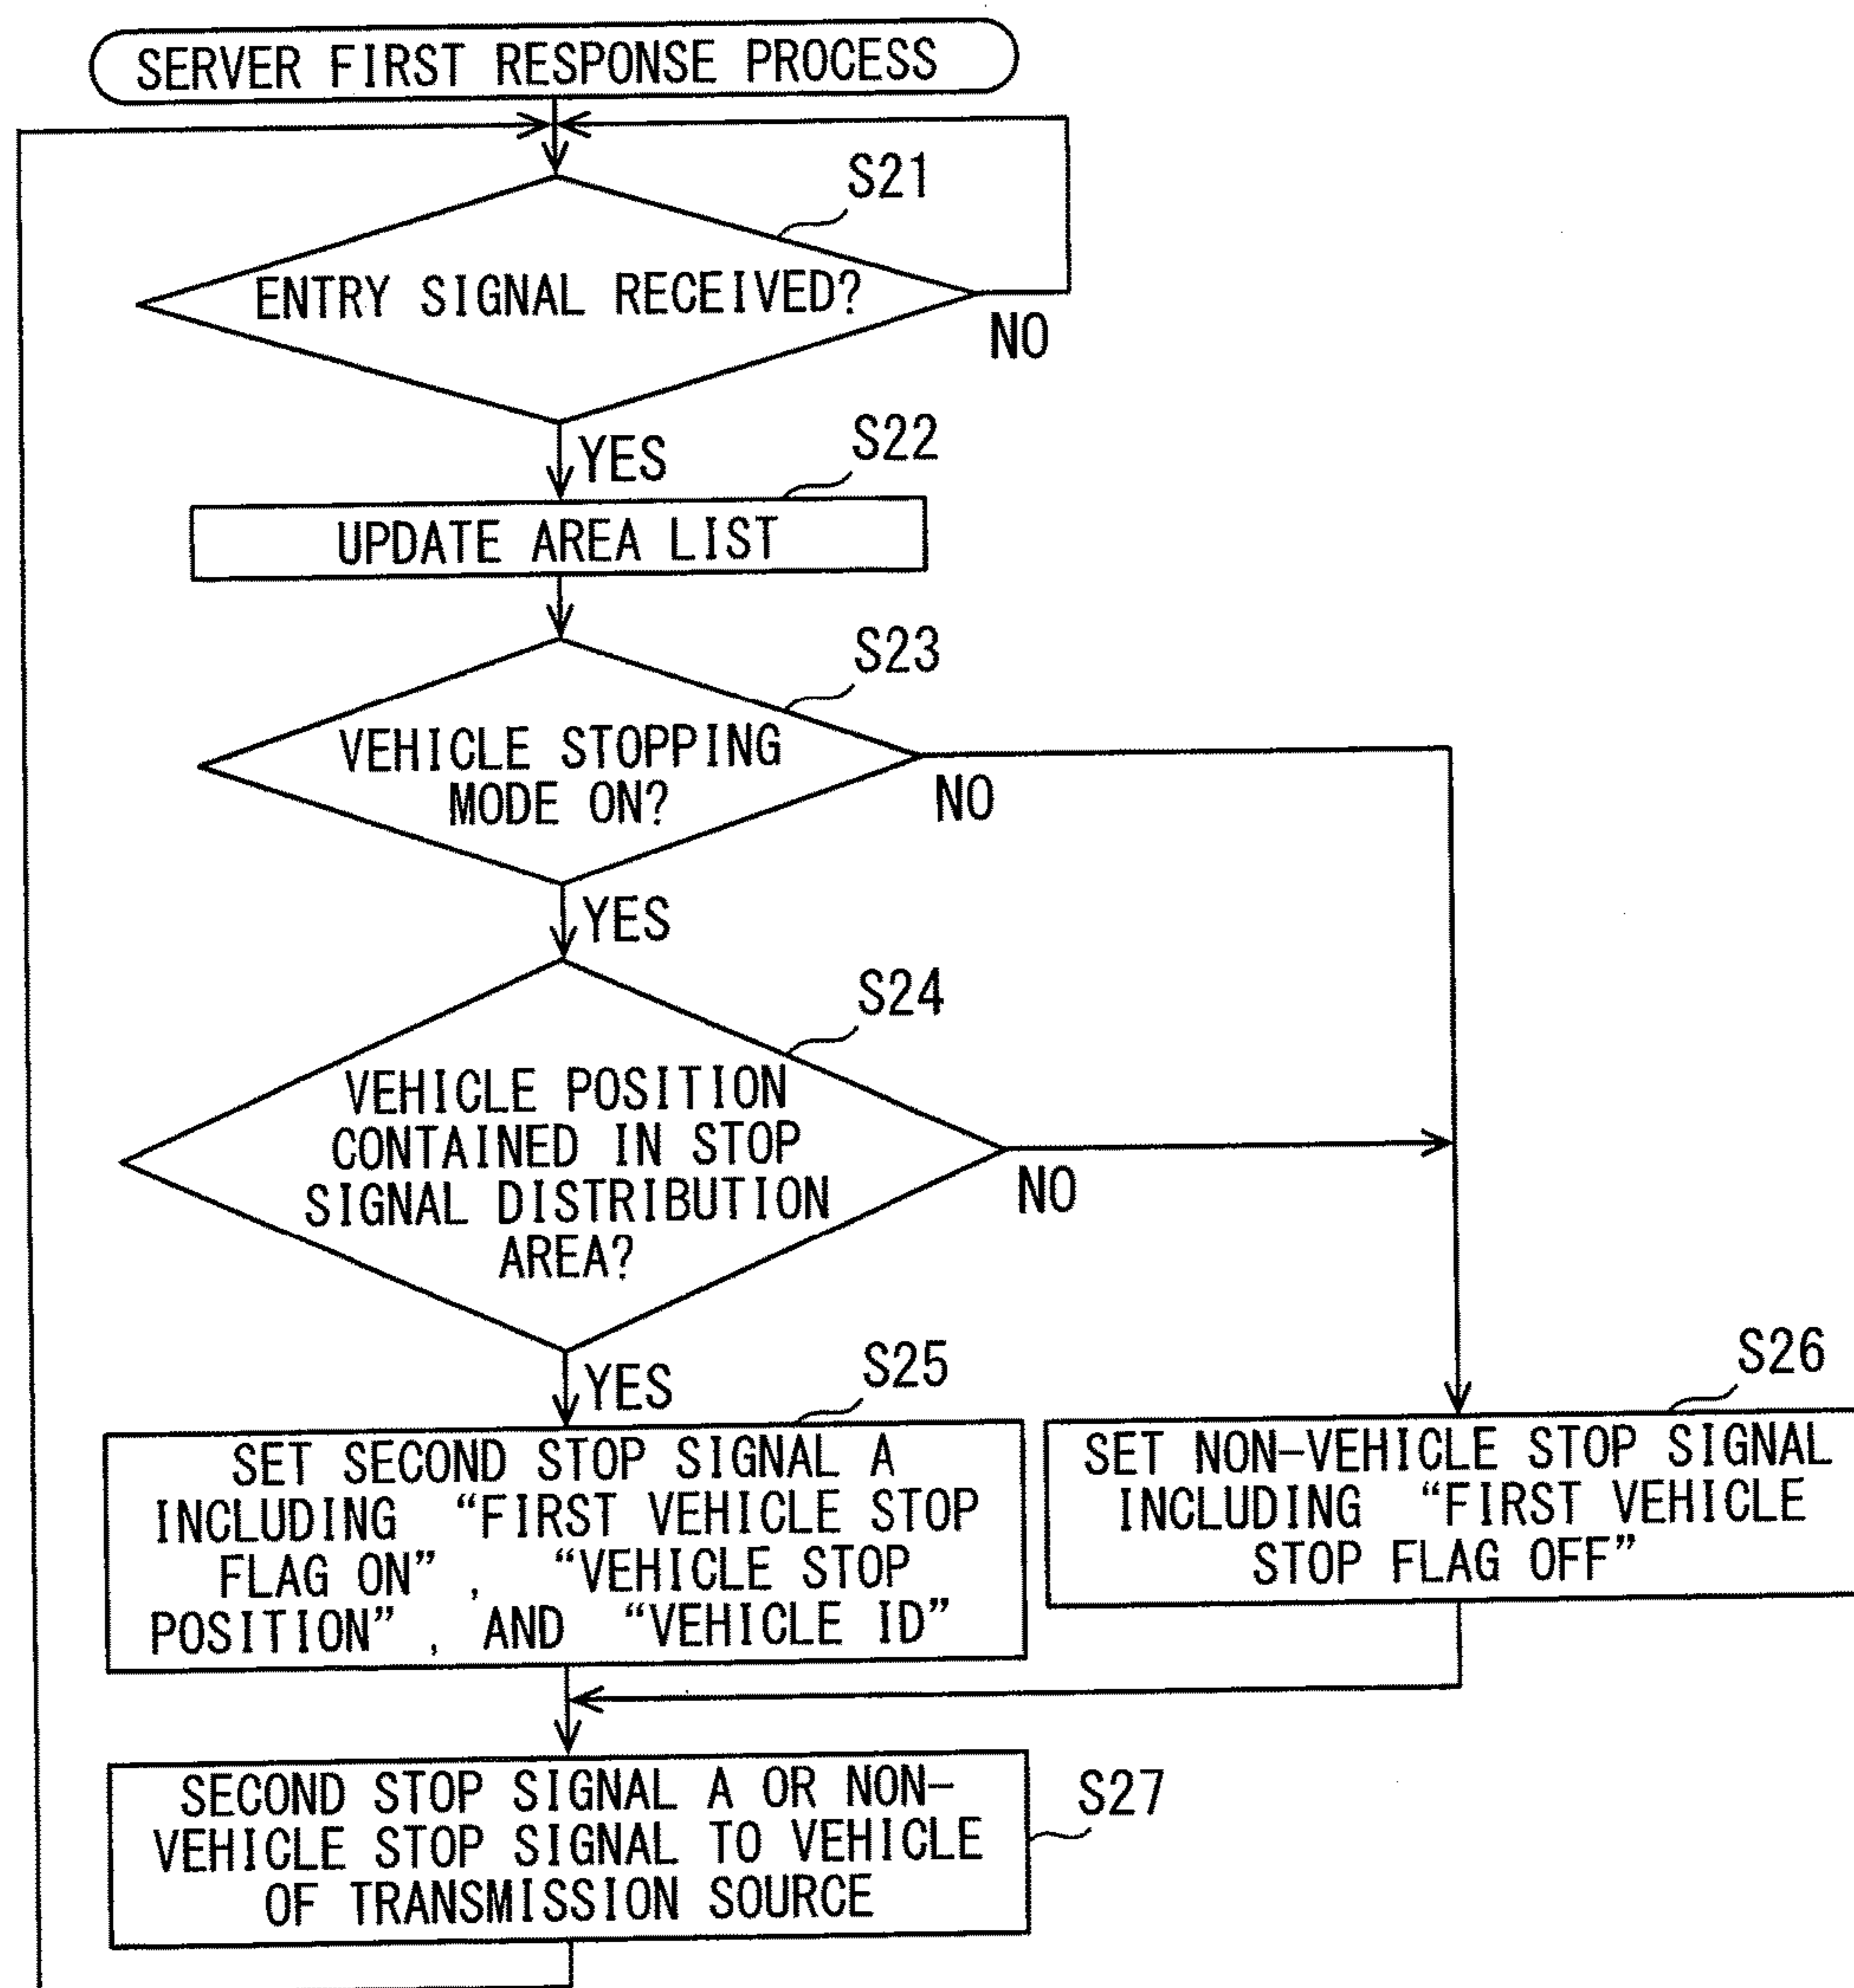 SERVER FIRST RESPONSE PROCESS
S21
ENTRY SIGNAL RECEIVED?
NO
YES
S22
UPDATE AREA LIST
S23
VEHICLE STOPPING
MODE ON?
NO
YES
S24
VEHICLE POSITION
CONTAINED IN STOP
SIGNAL DISTRIBUTION
AREA?
NO
YES
S25
SET SECOND STOP SIGNAL A
INCLUDING “FIRST VEHICLE STOP
FLAG ON”, “VEHICLE STOP
POSITION”, AND “VEHICLE ID”
S26
SET NON-VEHICLE STOP SIGNAL
INCLUDING “FIRST VEHICLE
STOP FLAG OFF”
SECOND STOP SIGNAL A OR NON-
VEHICLE STOP SIGNAL TO VEHICLE
OF TRANSMISSION SOURCE
S27